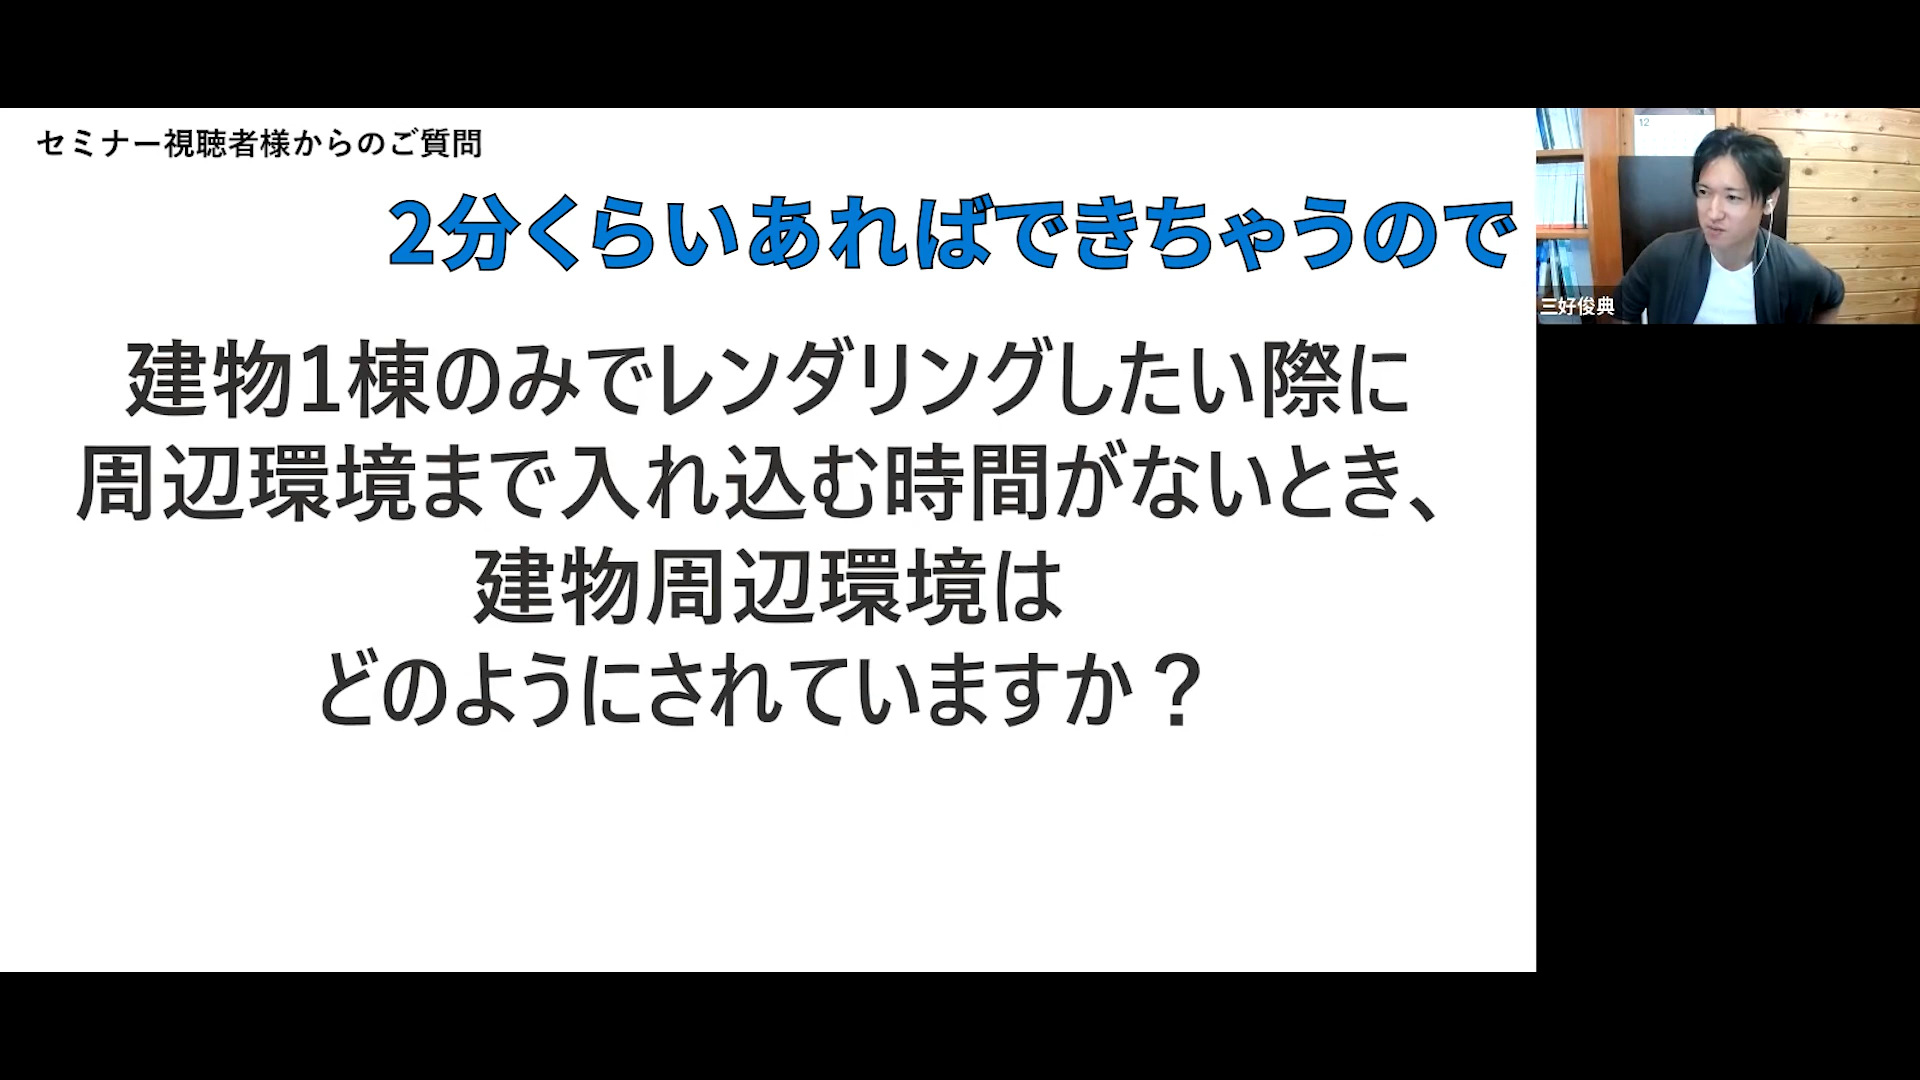 セミナー視聴者様からのご質問
2分くらいあればできちゃうので
建物1棟のみでレンダリングしたい際に
周辺環境まで入れ込む時間がないとき、
建物周辺環境は
どのようにされていますか？
12
三好俊典